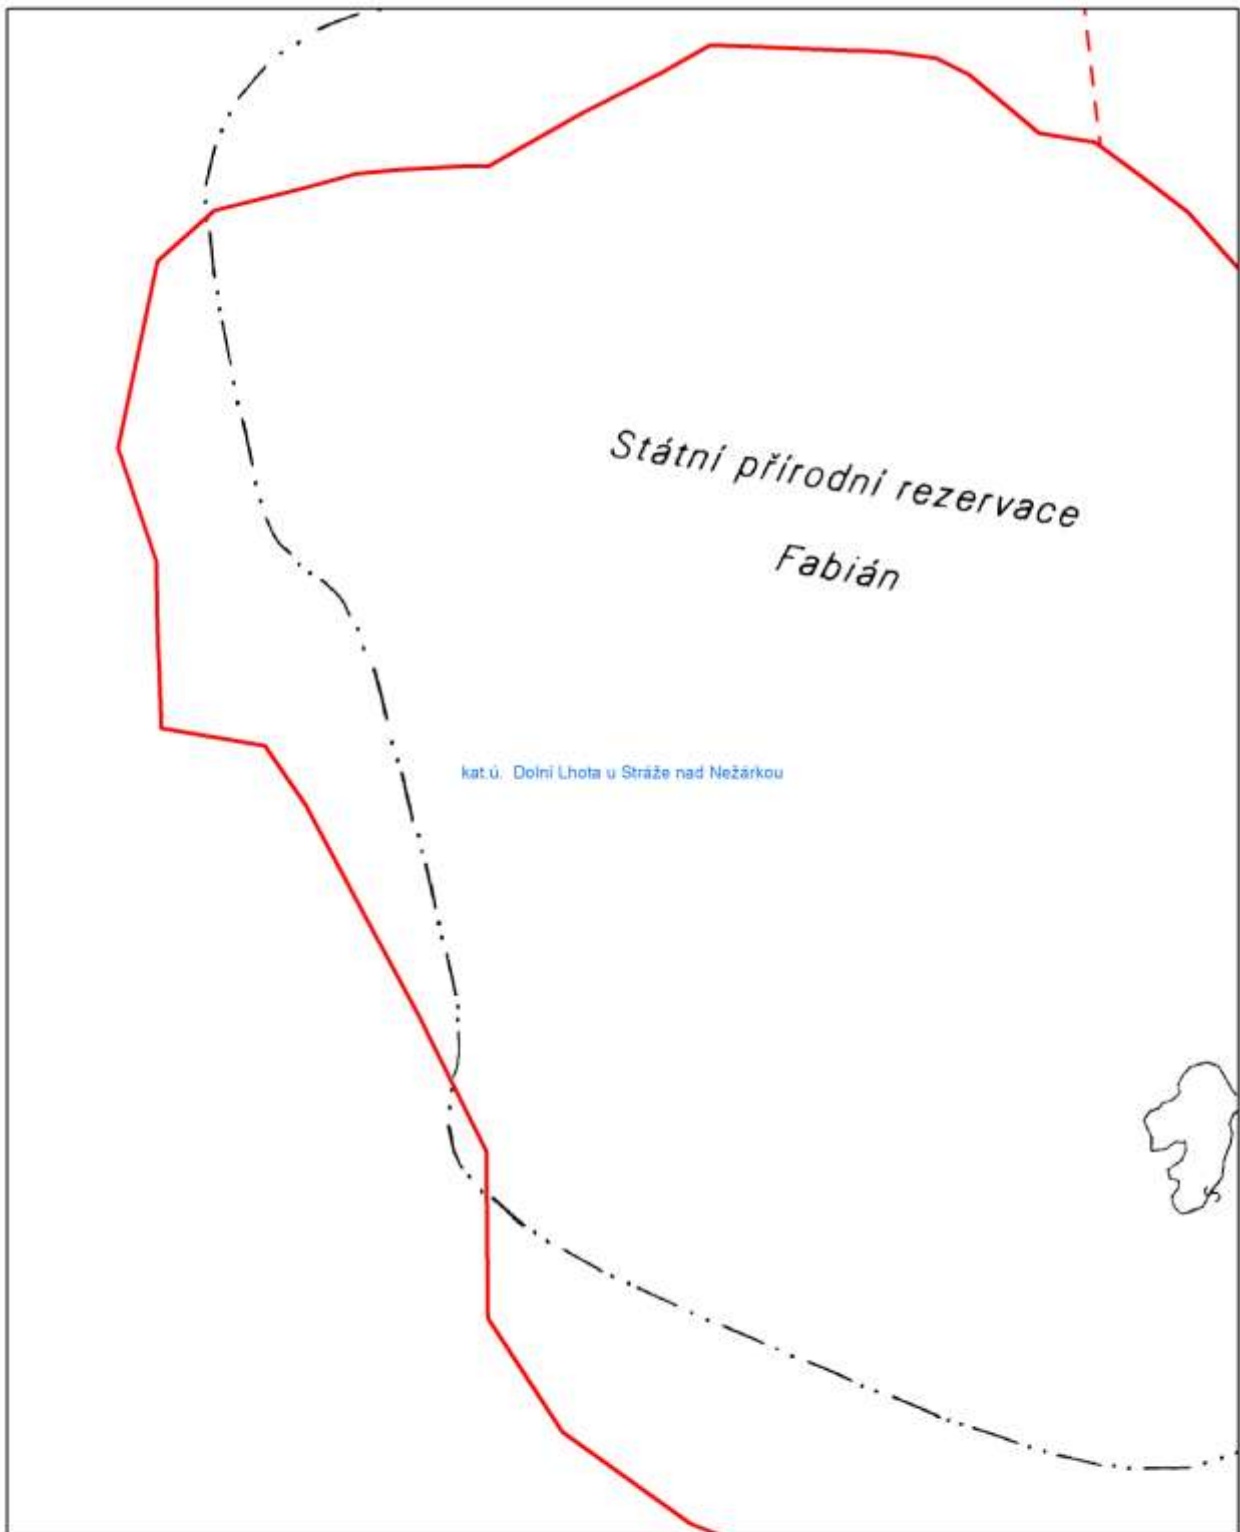 Státní přírodní rezervace
Fabián
kat.ú. Dolní Lhota u Stráže nad Nežárkou